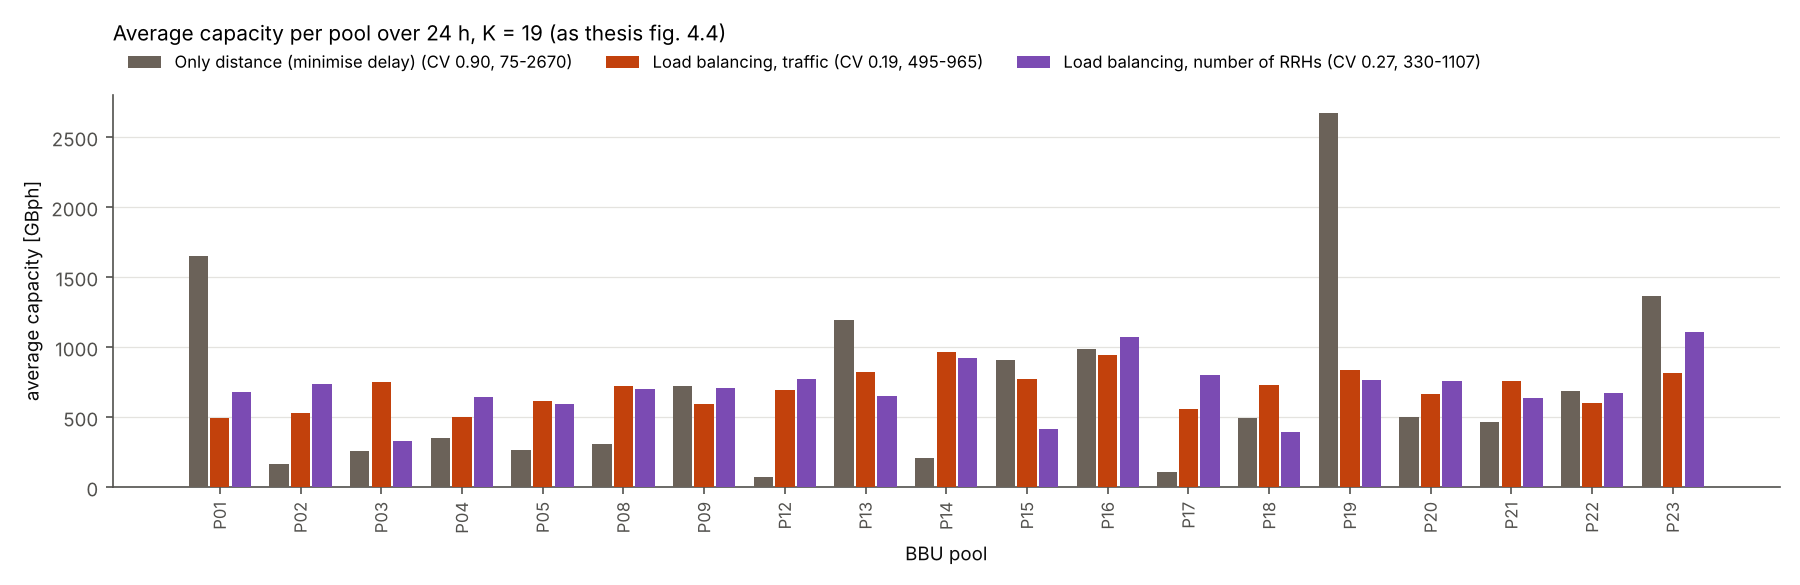 Average capacity per pool over 24 h, K = 19 (as thesis fig. 4.4)
Only distance (minimise delay) (CV 0.90, 75-2670) Load balancing, traffic (CV 0.19, 495-965) Load balancing, number of RRHs (CV 0.27, 330-1107)
average capacity [GBph]
2500
2000
1500
1000
500
0
P01 P02 P03 P04 P05 P08 P09 P12 P13 P14 P15 P16 P17 P18 P19 P20 P21 P22 P23
BBU pool